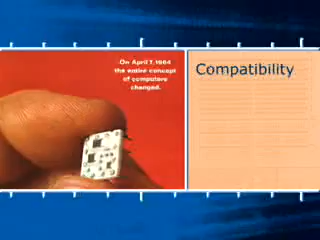 On April 7, 1964
the entire concept
of computers
changed.
Compatibility